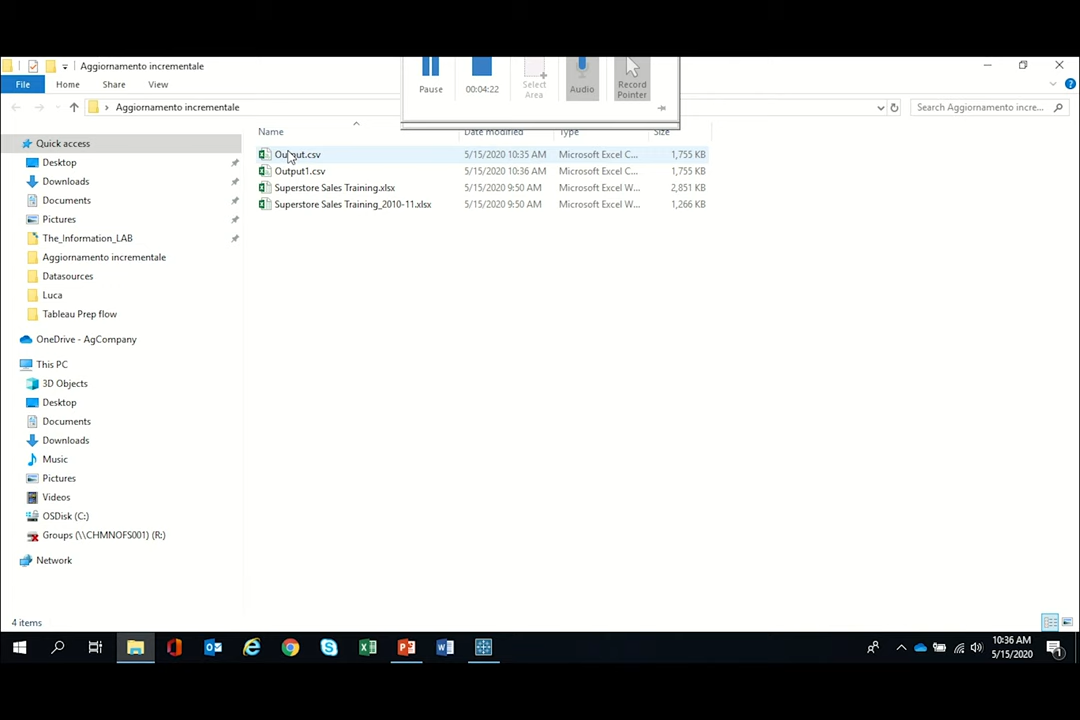 Aggiornamento incrementale
File Home Share View
Pause 00:04:22 Select Area Audio Record Pointer
Aggiornamento incrementale Search Aggiornamento incre...
Name Date modified Type Size
Output.csv 5/15/2020 10:35 AM Microsoft Excel C... 1,755 KB
Output1.csv 5/15/2020 10:36 AM Microsoft Excel C... 1,755 KB
Superstore Sales Training.xlsx 5/15/2020 9:50 AM Microsoft Excel W... 2,851 KB
Superstore Sales Training_2010-11.xlsx 5/15/2020 9:50 AM Microsoft Excel W... 1,266 KB
Quick access
Desktop
Downloads
Documents
Pictures
The_Information_LAB
Aggiornamento incrementale
Datasources
Luca
Tableau Prep flow
OneDrive - AgCompany
This PC
3D Objects
Desktop
Documents
Downloads
Music
Pictures
Videos
OSDisk (C:)
Groups (\\CHMNOFS001) (R:)
Network
4 items
10:36 AM
5/15/2020
1